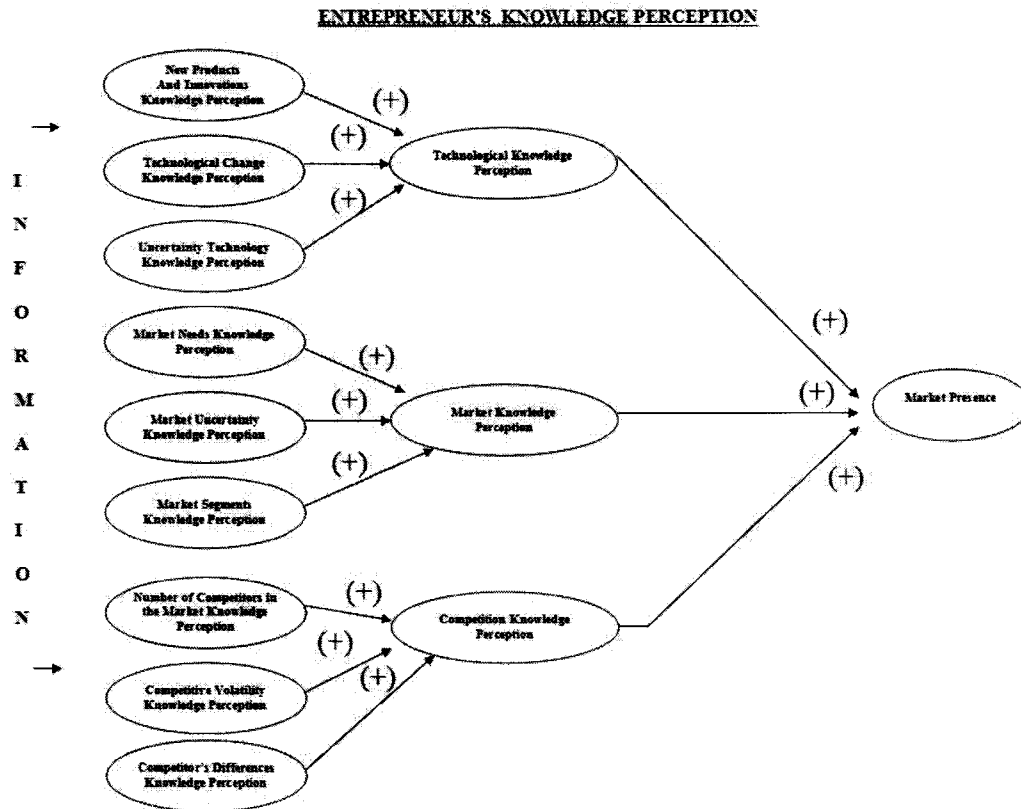 ENTREPRENEUR'S KNOWLEDGE PERCEPTION
New Products
And Innovations
Knowledge Perception
(+)
Technological Change
Knowledge Perception
(+)
Technological Knowledge
Perception
Uncertainty Technology
Knowledge Perception
(+)
(+)
Market Needs Knowledge
Perception
(+)
Market Uncertainty
Knowledge Perception
(+)
Market Knowledge
Perception
(+)
Market Presence
Market Segments
Knowledge Perception
(+)
(+)
Number of Competitors in
the Market Knowledge
Perception
(+)
Competition Knowledge
Perception
Competitive Volatility
Knowledge Perception
(+)
Competitor's Differences
Knowledge Perception
(+)
I
N
F
O
R
M
A
T
I
O
N